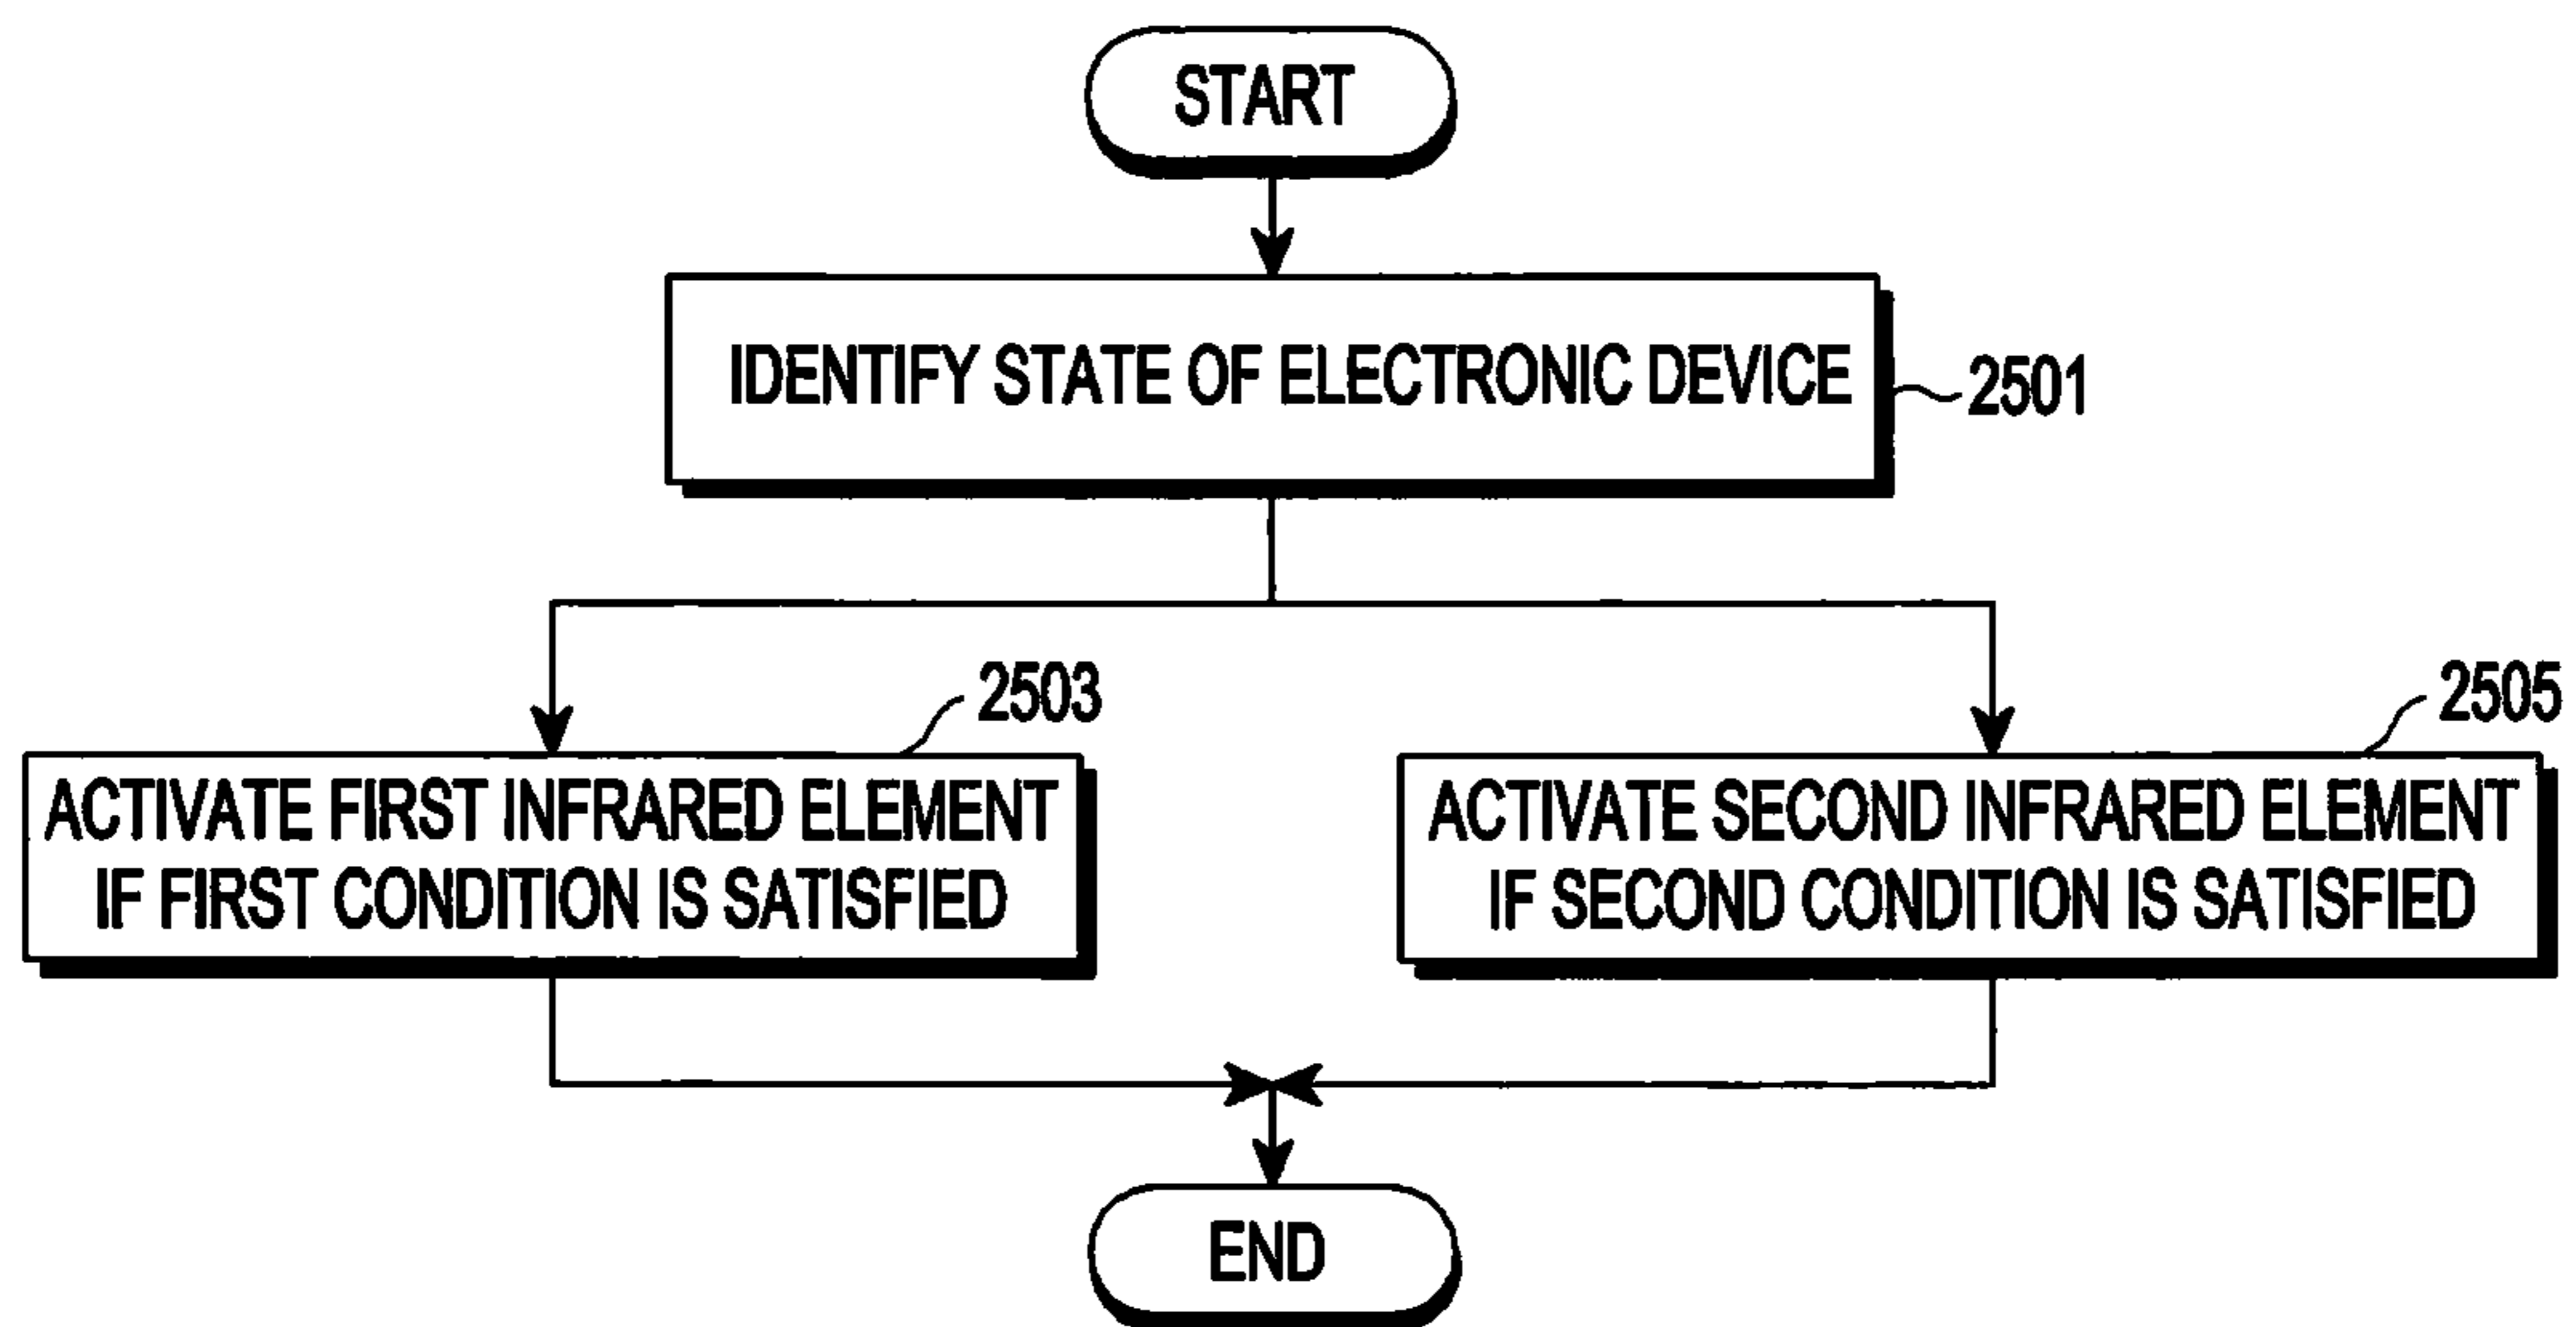 START
IDENTIFY STATE OF ELECTRONIC DEVICE
2501
2503
ACTIVATE FIRST INFRARED ELEMENT
IF FIRST CONDITION IS SATISFIED
2505
ACTIVATE SECOND INFRARED ELEMENT
IF SECOND CONDITION IS SATISFIED
END